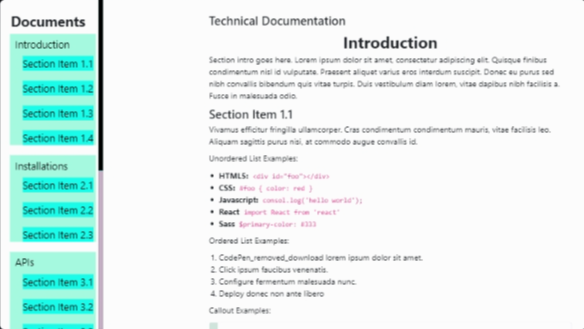 Documents
Introduction
Section Item 1.1
Section Item 1.2
Section Item 1.3
Section Item 1.4
Installations
Section Item 2.1
Section Item 2.2
Section Item 2.3
APIs
Section Item 3.1
Section Item 3.2
Technical Documentation
Introduction
Section intro goes here. Lorem ipsum dolor sit amet, consectetur adipiscing elit. Quisque finibus
condimentum nisl id vulputate. Praesent aliquet varius eros interdum suscipit. Donec eu purus sed
nibh convallis bibendum quis vitae turpis. Duis vestibulum diam lorem, vitae dapibus nibh facilisis a.
Fusce in malesuada odio.
Section Item 1.1
Vivamus efficitur fringilla ullamcorper. Cras condimentum condimentum mauris, vitae facilisis leo.
Aliquam sagittis purus nisi, at commodo augue convallis id.
Unordered List Examples:
• HTML5: <div id="foo"></div>
• CSS: #foo { color: red }
• Javascript: consol.log('hello world');
• React import React from 'react'
• Sass $primary-color: #333
Ordered List Examples:
1. CodePen_removed_download lorem ipsum dolor sit amet.
2. Click ipsum faucibus venenatis.
3. Configure fermentum malesuada nunc.
4. Deploy donec non ante libero
Callout Examples: